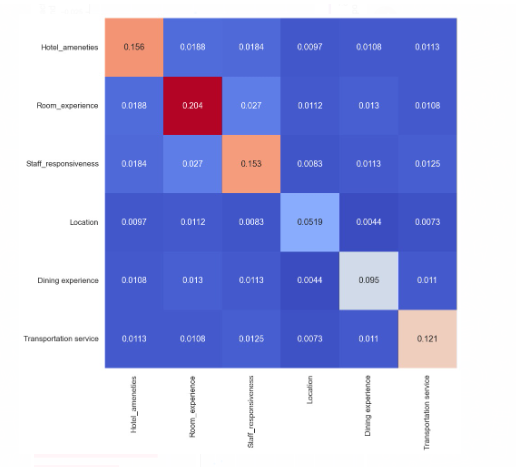 Hotel_ameneties 0.156 0.0188 0.0184 0.0097 0.0108 0.0113
Room_experience 0.0188 0.204 0.027 0.0112 0.013 0.0108
Staff_responsiveness 0.0184 0.027 0.153 0.0083 0.0113 0.0125
Location 0.0097 0.0112 0.0083 0.0519 0.0044 0.0073
Dining experience 0.0108 0.013 0.0113 0.0044 0.095 0.011
Transportation service 0.0113 0.0108 0.0125 0.0073 0.011 0.121
Hotel_ameneties
Room_experience
Staff_responsiveness
Location
Dining experience
Transportation service